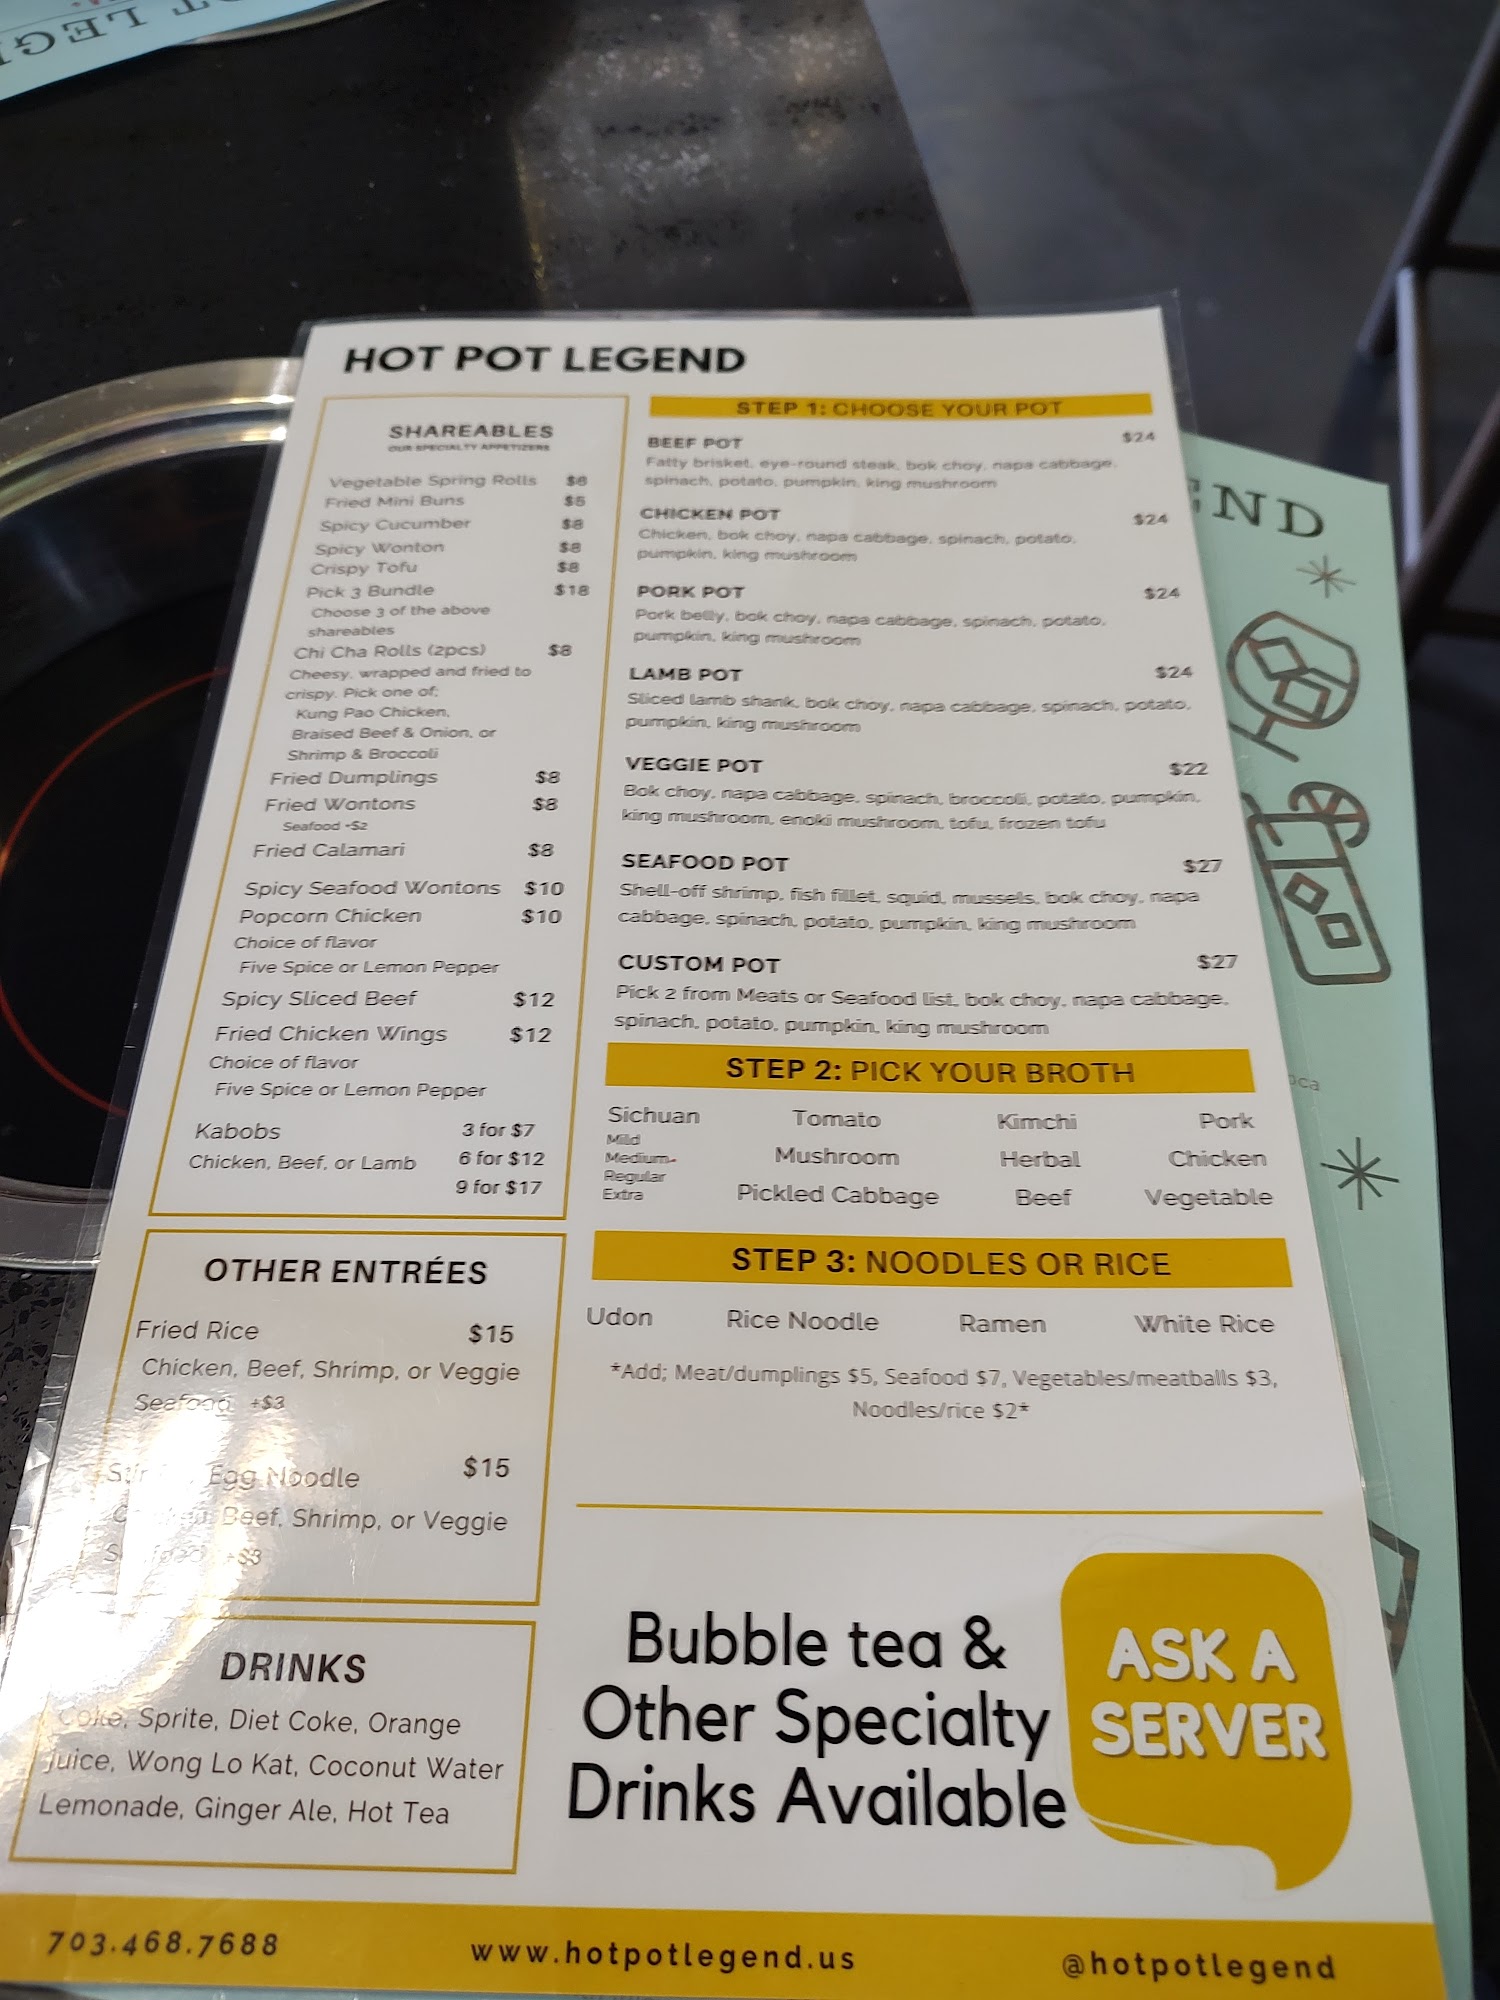 HOT POT LEGEND
SHAREABLES
OUR SPECIALTY APPETIZERS
Vegetable Spring Rolls
Fried Mini Buns $5
Spicy Cucumber $8
Spicy Wonton $8
Crispy Tofu $8
Pick 3 Bundle $18
Choose 3 of the above
shareables
Chi Cha Rolls (2pcs) $8
Cheesy, wrapped and fried to
crispy. Pick one of;
Kung Pao Chicken,
Braised Beef & Onion, or
Shrimp & Broccoli
Fried Dumplings $8
Fried Wontons $8
Seafood +$2
Fried Calamari $8
Spicy Seafood Wontons $10
Popcorn Chicken $10
Choice of flavor
Five Spice or Lemon Pepper
Spicy Sliced Beef $12
Fried Chicken Wings $12
Choice of flavor
Five Spice or Lemon Pepper
Kabobs 3 for $7
Chicken, Beef, or Lamb 6 for $12
9 for $17
OTHER ENTRÉES
Fried Rice $15
Chicken, Beef, Shrimp, or Veggie
Seafood +$3
Egg Noodle $15
Beef, Shrimp, or Veggie
+$3
DRINKS
Coke, Sprite, Diet Coke, Orange
Juice, Wong Lo Kat, Coconut Water
Lemonade, Ginger Ale, Hot Tea
STEP 1: CHOOSE YOUR POT
BEEF POT $24
Fatty brisket, eye-round steak, bok choy, napa cabbage,
spinach, potato, pumpkin, king mushroom
CHICKEN POT $24
Chicken, bok choy, napa cabbage, spinach, potato,
pumpkin, king mushroom
PORK POT $24
Pork belly, bok choy, napa cabbage, spinach, potato,
pumpkin, king mushroom
LAMB POT $24
Sliced lamb shank, bok choy, napa cabbage, spinach, potato,
pumpkin, king mushroom
VEGGIE POT $22
Bok choy, napa cabbage, spinach, broccoli, potato, pumpkin,
king mushroom, enoki mushroom, tofu, frozen tofu
SEAFOOD POT $27
Shell-off shrimp, fish fillet, squid, mussels, bok choy, napa
cabbage, spinach, potato, pumpkin, king mushroom
CUSTOM POT $27
Pick 2 from Meats or Seafood list, bok choy, napa cabbage,
spinach, potato, pumpkin, king mushroom
STEP 2: PICK YOUR BROTH
Sichuan Tomato Kimchi Pork
Mild
Medium Mushroom Herbal Chicken
Regular
Extra Pickled Cabbage Beef Vegetable
STEP 3: NOODLES OR RICE
Udon Rice Noodle Ramen White Rice
*Add; Meat/dumplings $5, Seafood $7, Vegetables/meatballs $3,
Noodles/rice $2*
Bubble tea &
Other Specialty
Drinks Available
ASK A
SERVER
703.468.7688 www.hotpotlegend.us @hotpotlegend
END